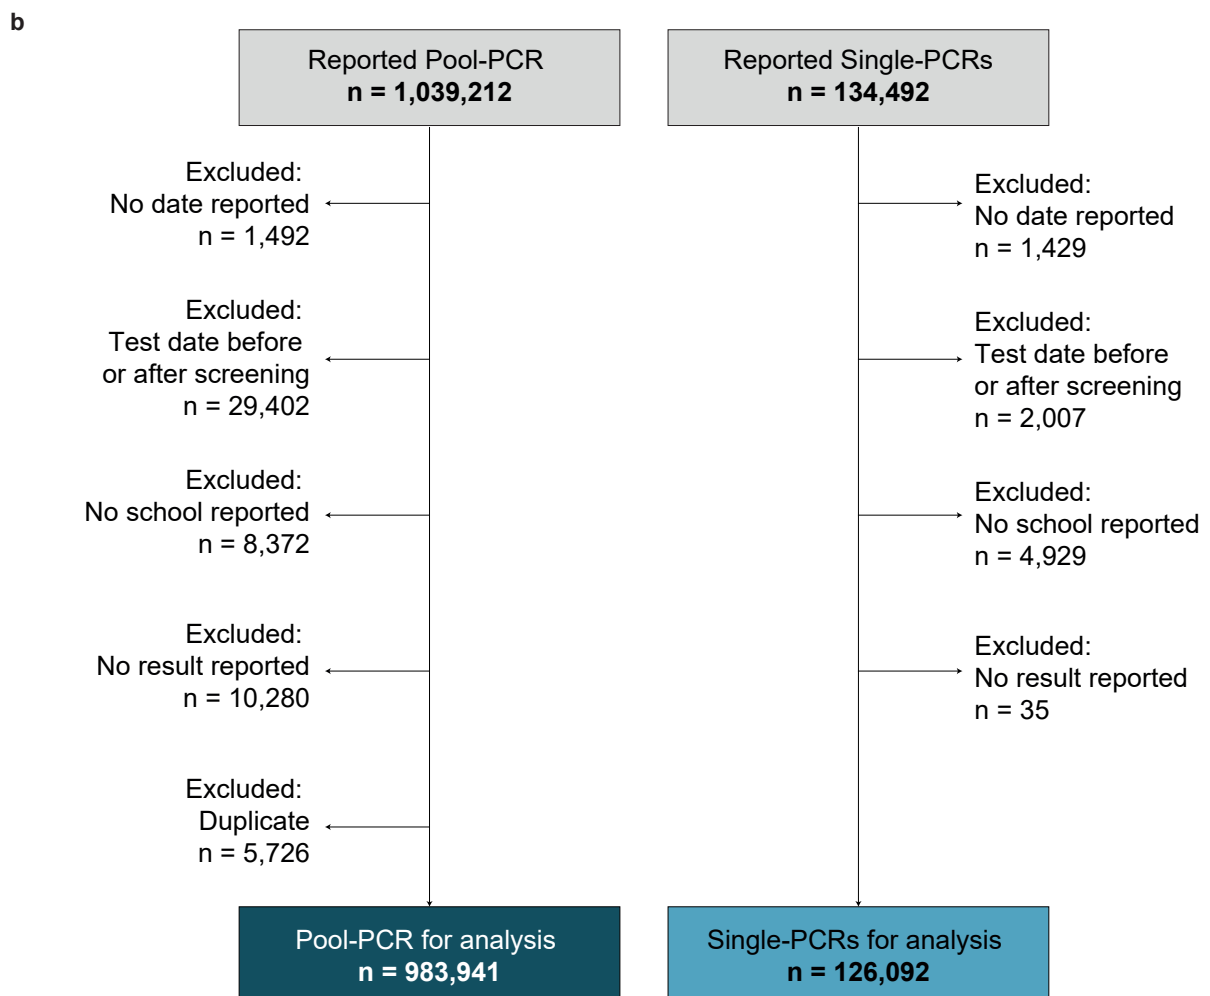 b
Reported Pool-PCR
n = 1,039,212
Excluded:
No date reported
n = 1,492
Excluded:
Test date before
or after screening
n = 29,402
Excluded:
No school reported
n = 8,372
Excluded:
No result reported
n = 10,280
Excluded:
Duplicate
n = 5,726
Pool-PCR for analysis
n = 983,941
Reported Single-PCRs
n = 134,492
Excluded:
No date reported
n = 1,429
Excluded:
Test date before
or after screening
n = 2,007
Excluded:
No school reported
n = 4,929
Excluded:
No result reported
n = 35
Single-PCRs for analysis
n = 126,092